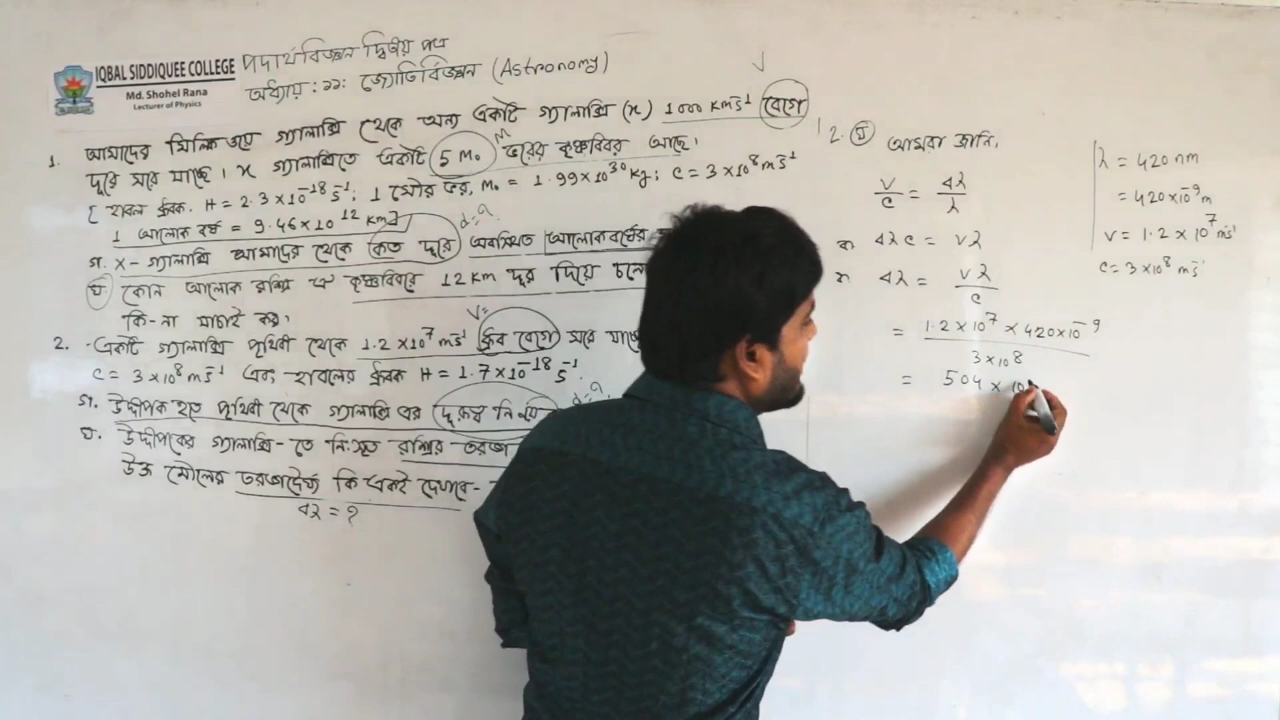 IQBAL SIDDIQUEE COLLEGE
Md. Shohel Rana
Lecturer of Physics
পদার্থবিজ্ঞান দ্বিতীয় পত্র
অধ্যায় : ১১: জ্যোতির্বিজ্ঞান (Astronomy)
1. আমাদের মিল্কিওয়ে গ্যালাক্সি থেকে অন্য একটি গ্যালাক্সি (x) 1000 Kms⁻¹ বেগে
দূরে সরে যাচ্ছে। x গ্যালাক্সিতে একটি 5 M₀ ভরের কৃষ্ণবিবর আছে।
M
[ হাবল ধ্রুবক, H = 2.3×10⁻¹⁸ s⁻¹; 1 সৌর ভর, M₀ = 1.99×10³⁰ kg; c = 3×10⁸ ms⁻¹
1 আলোক বর্ষ = 9.46×10¹² km]
d=?
গ. X-গ্যালাক্সি আমাদের থেকে কত দূরে অবস্থিত আলোকবর্ষের
ঘ. কোন আলোক রশ্মি ঐ কৃষ্ণবিবরে 12 Km দূর দিয়ে চলে
কি-না যাচাই কর।
V=
2. একটি গ্যালাক্সি পৃথিবী থেকে 1.2×10⁷ ms⁻¹ ধ্রুব বেগে সরে যাচ্ছে
c = 3×10⁸ ms⁻¹ এবং হাবলের ধ্রুবক H = 1.7×10⁻¹⁸ s⁻¹.
গ. উদ্দীপক হতে পৃথিবী থেকে গ্যালাক্সি এর দূরত্ব নির্ণয়
ঘ. উদ্দীপকের গ্যালাক্সি-তে নিঃসৃত রশ্মির তরঙ্গ
উক্ত মৌলের তরঙ্গদৈর্ঘ্য কি একই দেখাবে-
Δλ = ?
2. ঘ আমরা জানি,
v/c = Δλ/λ
বা Δλ c = vλ
বা Δλ = vλ/c
= 1.2×10⁷ × 420×10⁻⁹ / 3×10⁸
= 504 × 10
λ = 420 nm
= 420×10⁻⁹ m
v = 1.2×10⁷ ms⁻¹
c = 3×10⁸ ms⁻¹